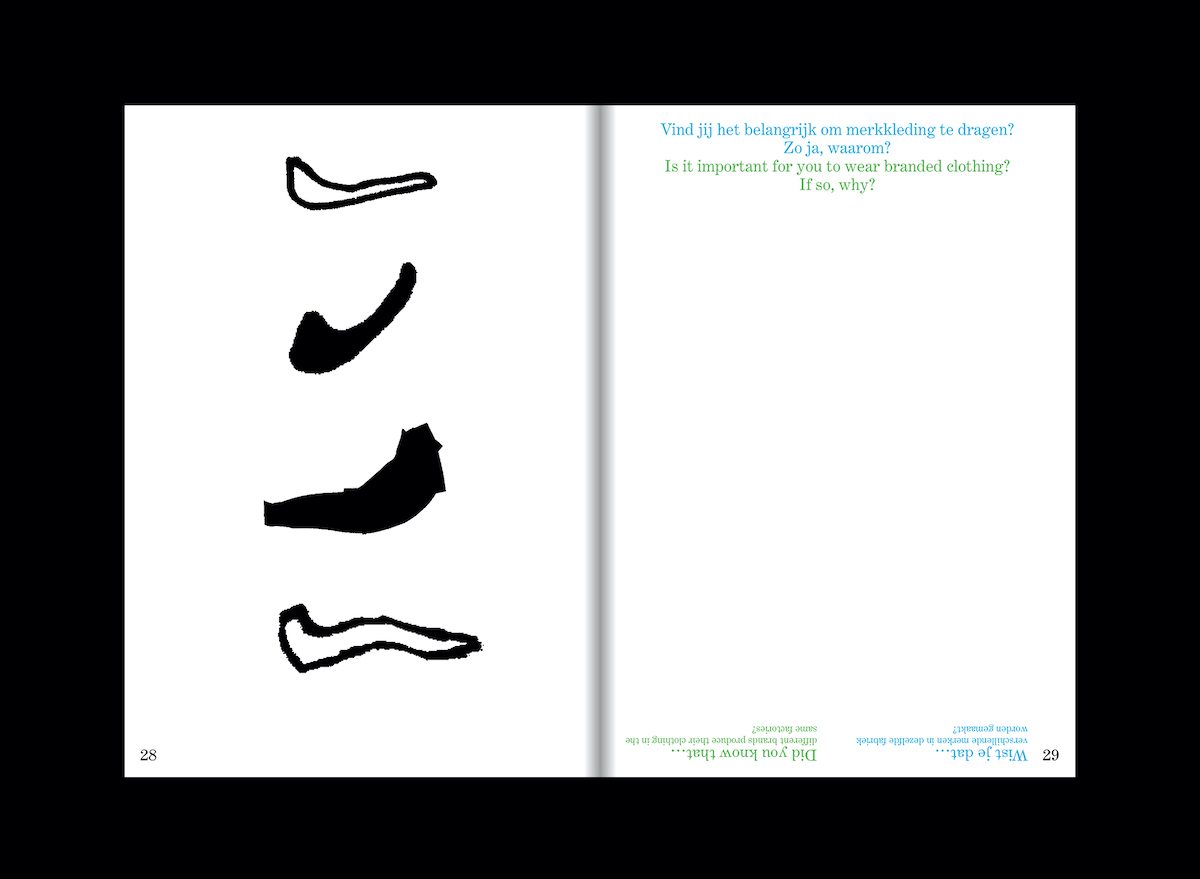 Vind jij het belangrijk om merkkleding te dragen?
Zo ja, waarom?
Is it important for you to wear branded clothing?
If so, why?
Did you know that...
different brands produce their clothing in the
same factories?
Wist je dat...
verschillende merken in dezelfde fabriek
worden gemaakt?
28
29